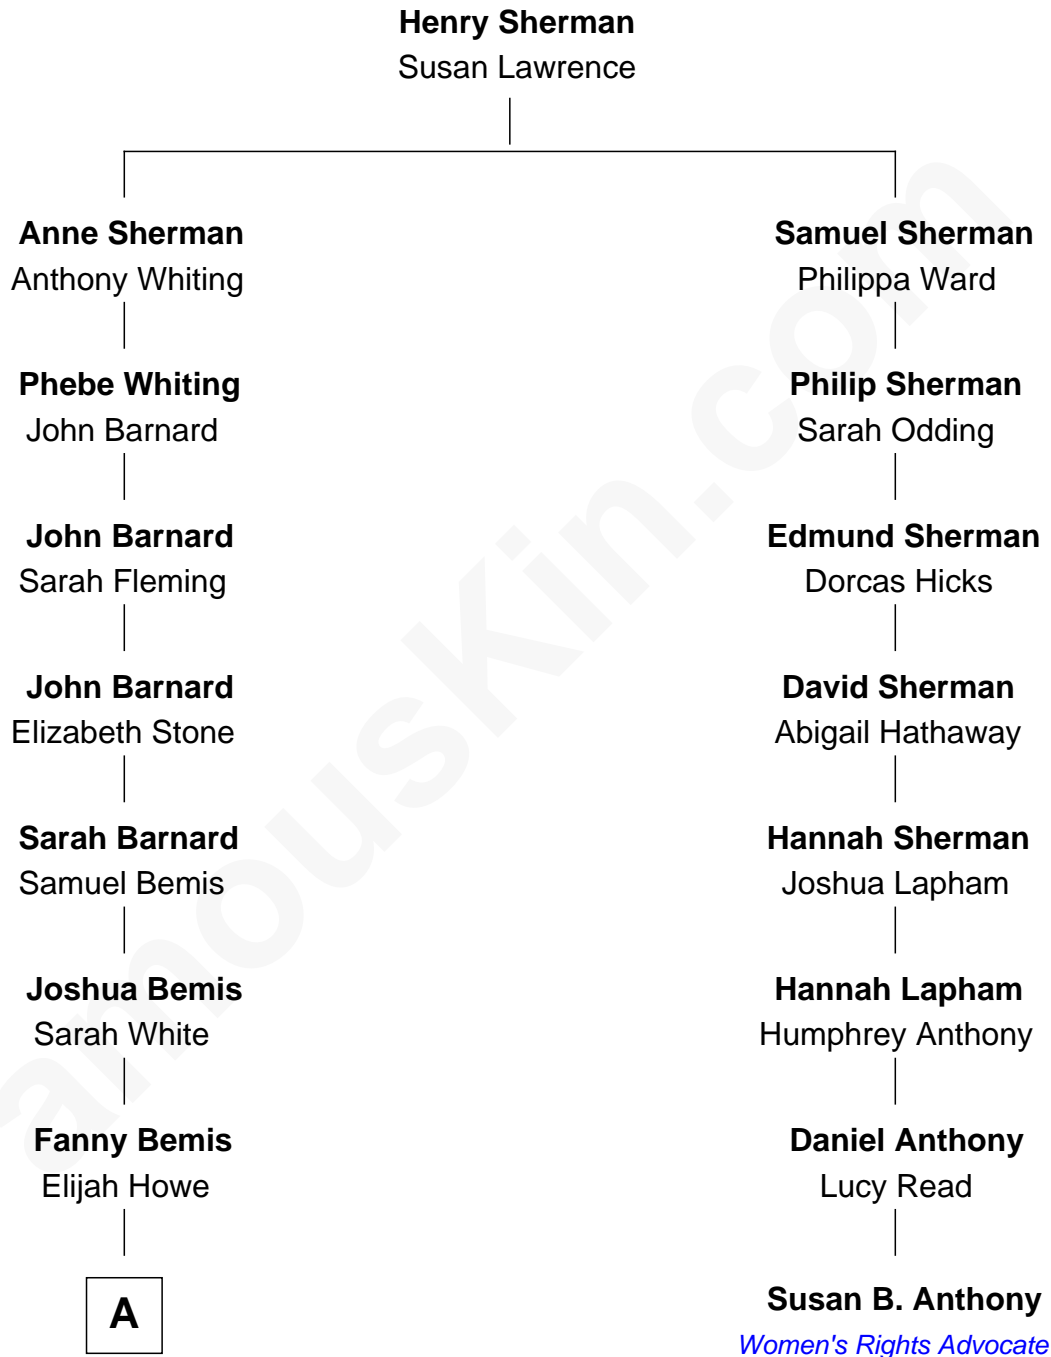 Henry Sherman
Susan Lawrence
Anne Sherman
Anthony Whiting
Samuel Sherman
Philippa Ward
Phebe Whiting
John Barnard
Philip Sherman
Sarah Odding
John Barnard
Sarah Fleming
Edmund Sherman
Dorcas Hicks
John Barnard
Elizabeth Stone
David Sherman
Abigail Hathaway
Sarah Barnard
Samuel Bemis
Hannah Sherman
Joshua Lapham
Joshua Bemis
Sarah White
Hannah Lapham
Humphrey Anthony
Fanny Bemis
Elijah Howe
Daniel Anthony
Lucy Read
A
Susan B. Anthony
Women's Rights Advocate
amousKin.com